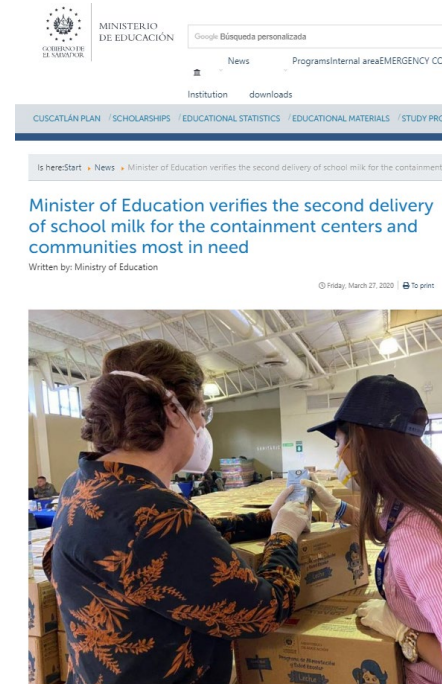 MINISTERIO
DE EDUCACIÓN
GOBIERNO DE
EL SALVADOR
Google Búsqueda personalizada
News
ProgramsInternal areaEMERGENCY CO
Institution
downloads
CUSCATLÁN PLAN / SCHOLARSHIPS / EDUCATIONAL STATISTICS / EDUCATIONAL MATERIALS / STUDY PRO
Is here:Start News Minister of Education verifies the second delivery of school milk for the containment
Minister of Education verifies the second delivery
of school milk for the containment centers and
communities most in need
Written by: Ministry of Education
Friday, March 27, 2020 | To print
Leche